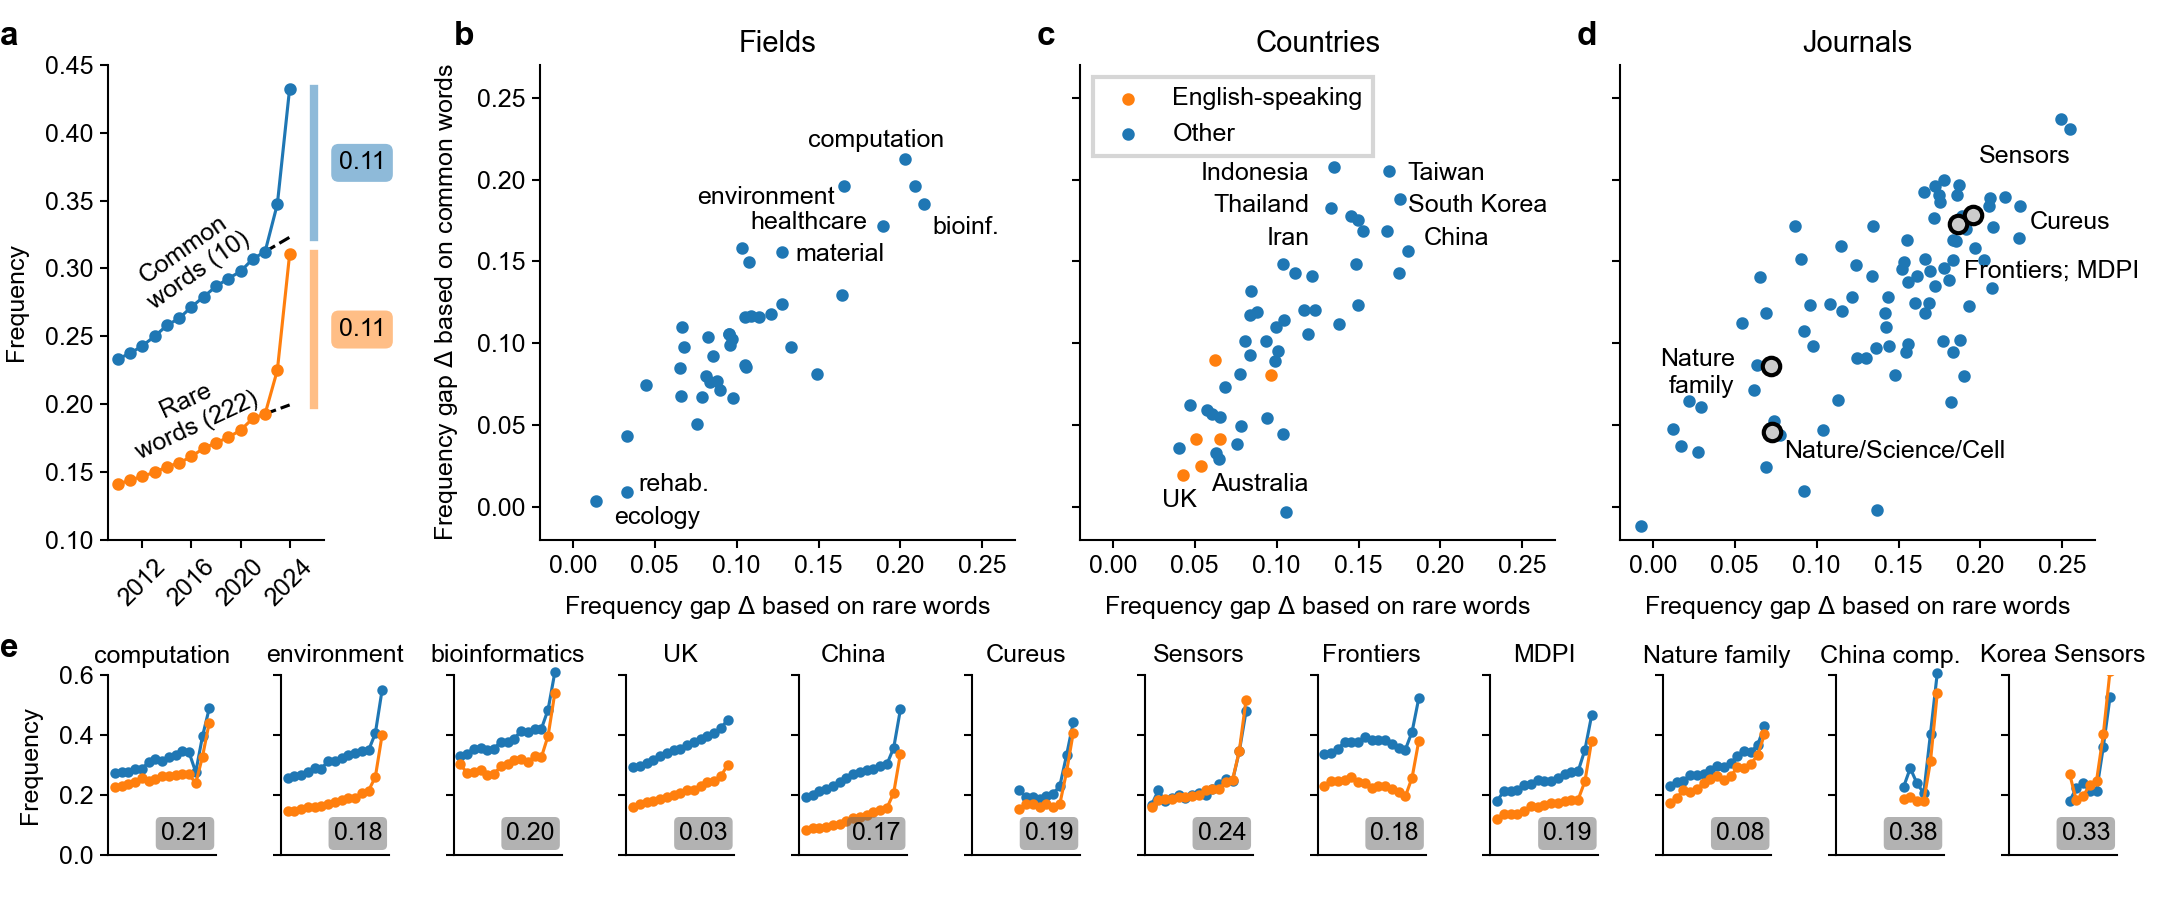 a
Frequency
0.45
0.40
0.35
0.30
0.25
0.20
0.15
0.10
Common
words (10)
Rare
words (222)
0.11
0.11
2012
2016
2020
2024
b
Fields
Frequency gap Δ based on common words
0.25
0.20
0.15
0.10
0.05
0.00
computation
environment
healthcare
bioinf.
material
rehab.
ecology
0.00
0.05
0.10
0.15
0.20
0.25
Frequency gap Δ based on rare words
c
Countries
English-speaking
Other
Indonesia
Taiwan
Thailand
South Korea
Iran
China
Australia
UK
0.00
0.05
0.10
0.15
0.20
0.25
Frequency gap Δ based on rare words
d
Journals
Sensors
Cureus
Frontiers; MDPI
Nature
family
Nature/Science/Cell
0.00
0.05
0.10
0.15
0.20
0.25
Frequency gap Δ based on rare words
e
Frequency
0.6
0.4
0.2
0.0
computation
0.21
environment
0.18
bioinformatics
0.20
UK
0.03
China
0.17
Cureus
0.19
Sensors
0.24
Frontiers
0.18
MDPI
0.19
Nature family
0.08
China comp.
0.38
Korea Sensors
0.33